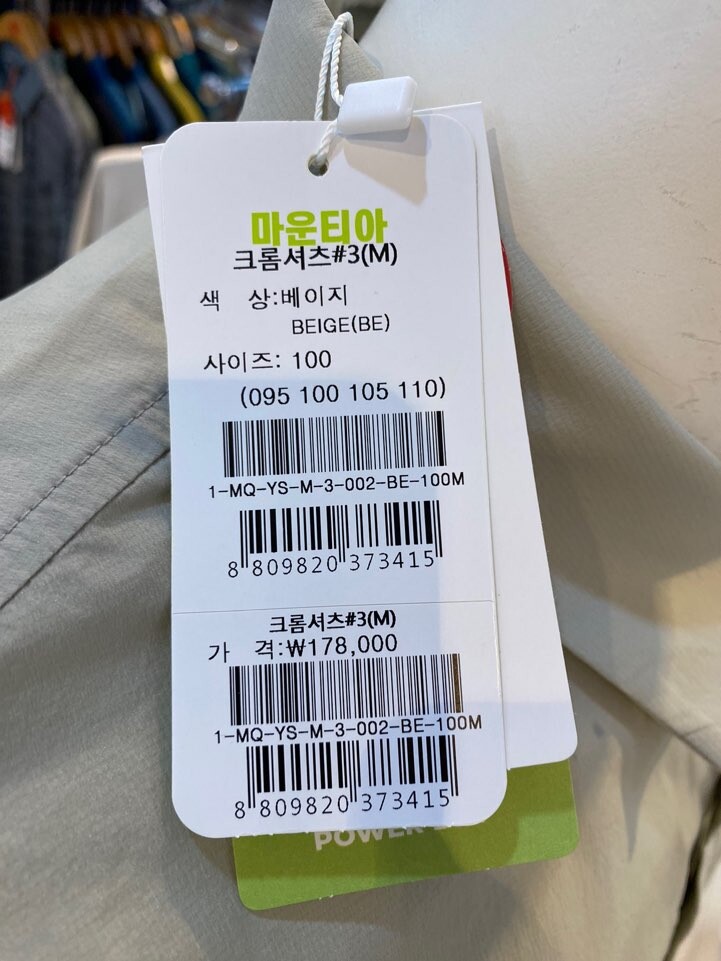 마운티아
크롬셔츠#3(M)
색 상:베이지
BEIGE(BE)
사이즈: 100
(095 100 105 110)
1-MQ-YS-M-3-002-BE-100M
8 809820 373415
크롬셔츠#3(M)
가 격:₩178,000
1-MQ-YS-M-3-002-BE-100M
8 809820 373415
POWER